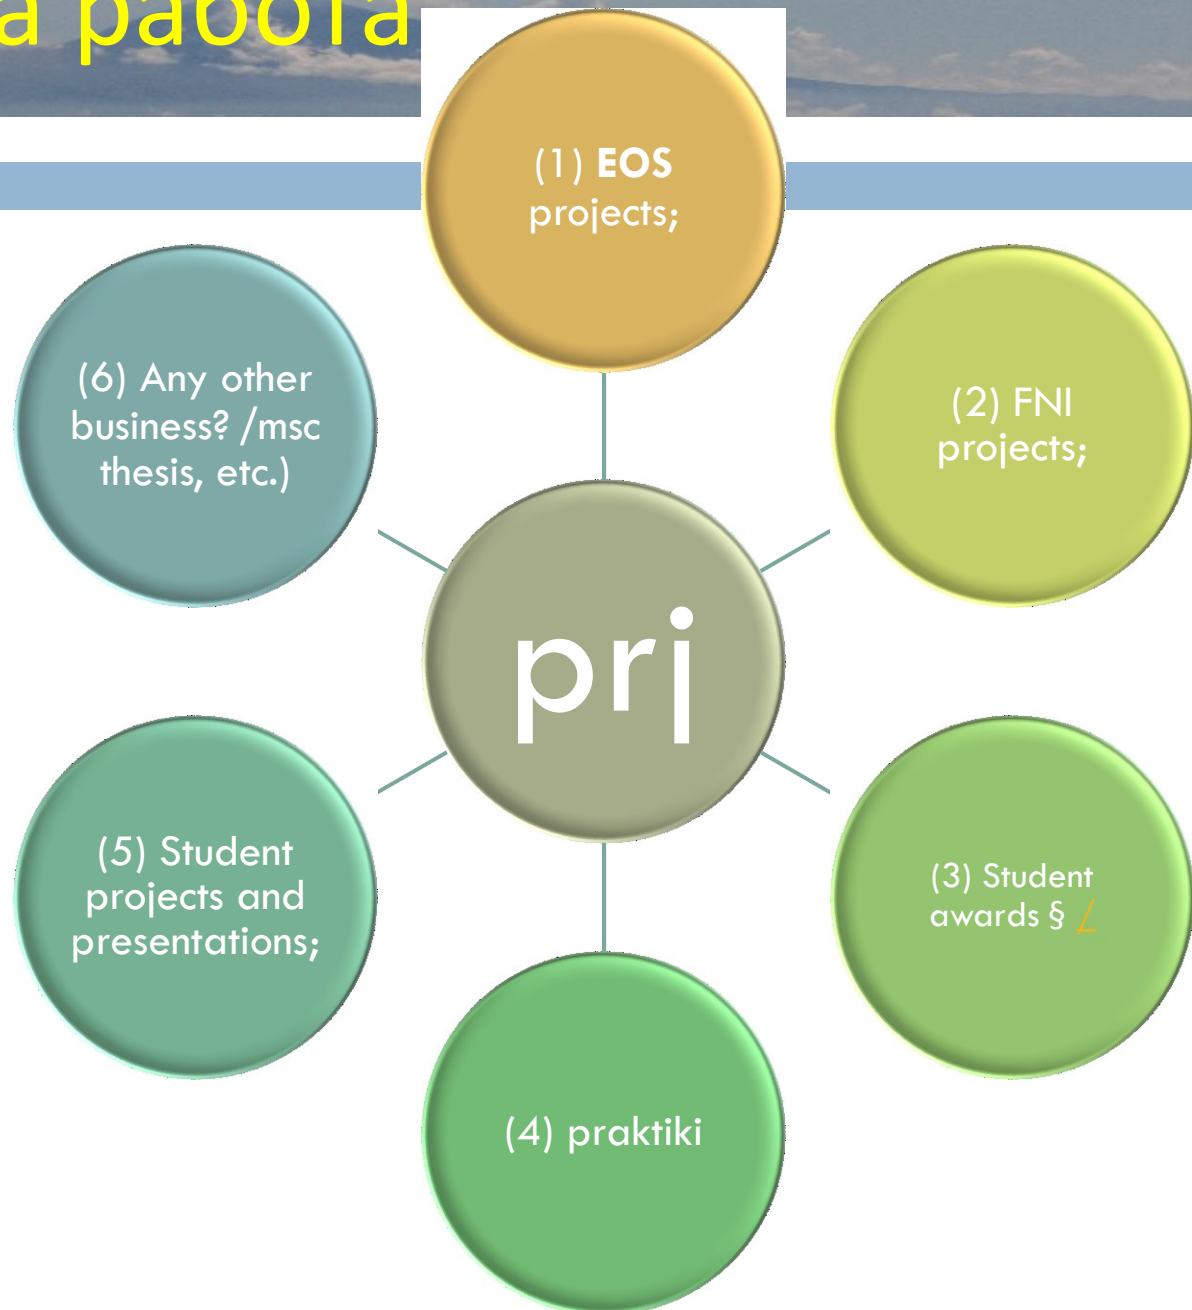 а работа
(1) EOS
projects;
(2) FNI
projects;
(3) Student
awards §
(4) praktiki
(5) Student
projects and
presentations;
(6) Any other
business? /msc
thesis, etc.)
prj